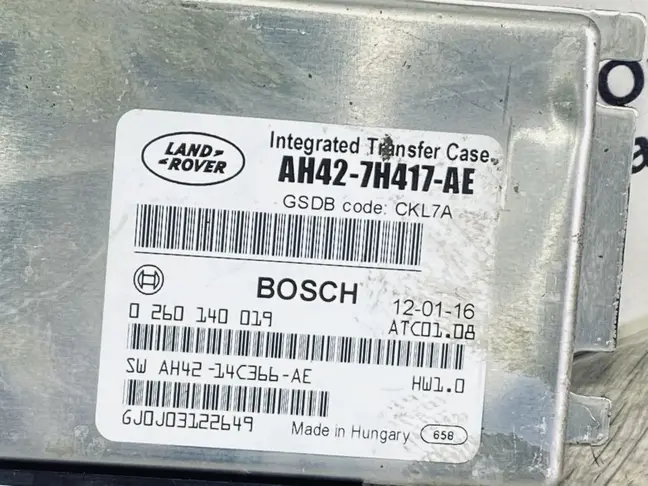 LAND-
ROVER
Integrated Transfer Case
AH42-7H417-AE
GSDB code: CKL7A
BOSCH
12-01-16
0 260 140 019
ATC01.08
SW AH42-14C366-AE
HW1.0
GJ0J03122649
Made in Hungary
658